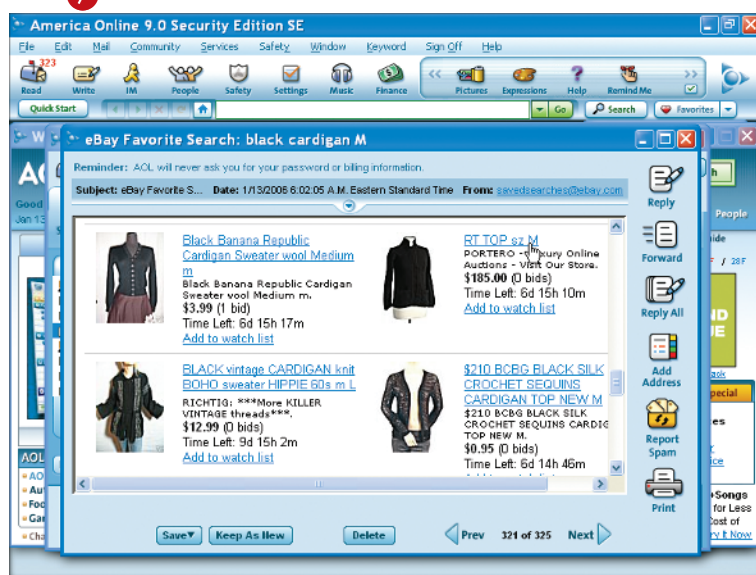 America Online 9.0 Security Edition SE
File Edit Mail Community Services Safety Window Keyword Sign Off Help
323
Read Write IM People Safety Settings Music Finance << Pictures Expressions Help Remind Me >>
Quick Start Go Search Favorites
eBay Favorite Search: black cardigan M
Reminder: AOL will never ask you for your password or billing information.
Subject: eBay Favorite S... Date: 1/13/2006 6:02:05 A.M. Eastern Standard Time From: savedsearches@ebay.com
Black Banana Republic
Cardigan Sweater wool Medium
m
Black Banana Republic Cardigan
Sweater wool Medium m.
$3.99 (1 bid)
Time Left: 6d 15h 17m
Add to watch list
RT TOP sz M
PORTERO - Luxury Online
Auctions - Visit Our Store.
$185.00 (0 bids)
Time Left: 6d 15h 10m
Add to watch list
BLACK vintage CARDIGAN knit
BOHO sweater HIPPIE 60s m L
RICHTIG: ***More KILLER
VINTAGE threads***.
$12.99 (0 bids)
Time Left: 9d 15h 2m
Add to watch list
$210 BCBG BLACK SILK
CROCHET SEQUINS
CARDIGAN TOP NEW M
$210 BCBG BLACK SILK
CROCHET SEQUINS CARDIG
TOP NEW M.
$0.95 (0 bids)
Time Left: 6d 14h 46m
Reply
Forward
Reply All
Add
Address
Report
Spam
Print
Save Keep As New Delete Prev 321 of 325 Next
Good
Jan 13
AOL
People
/ 28F
Songs
for Less
Cost of